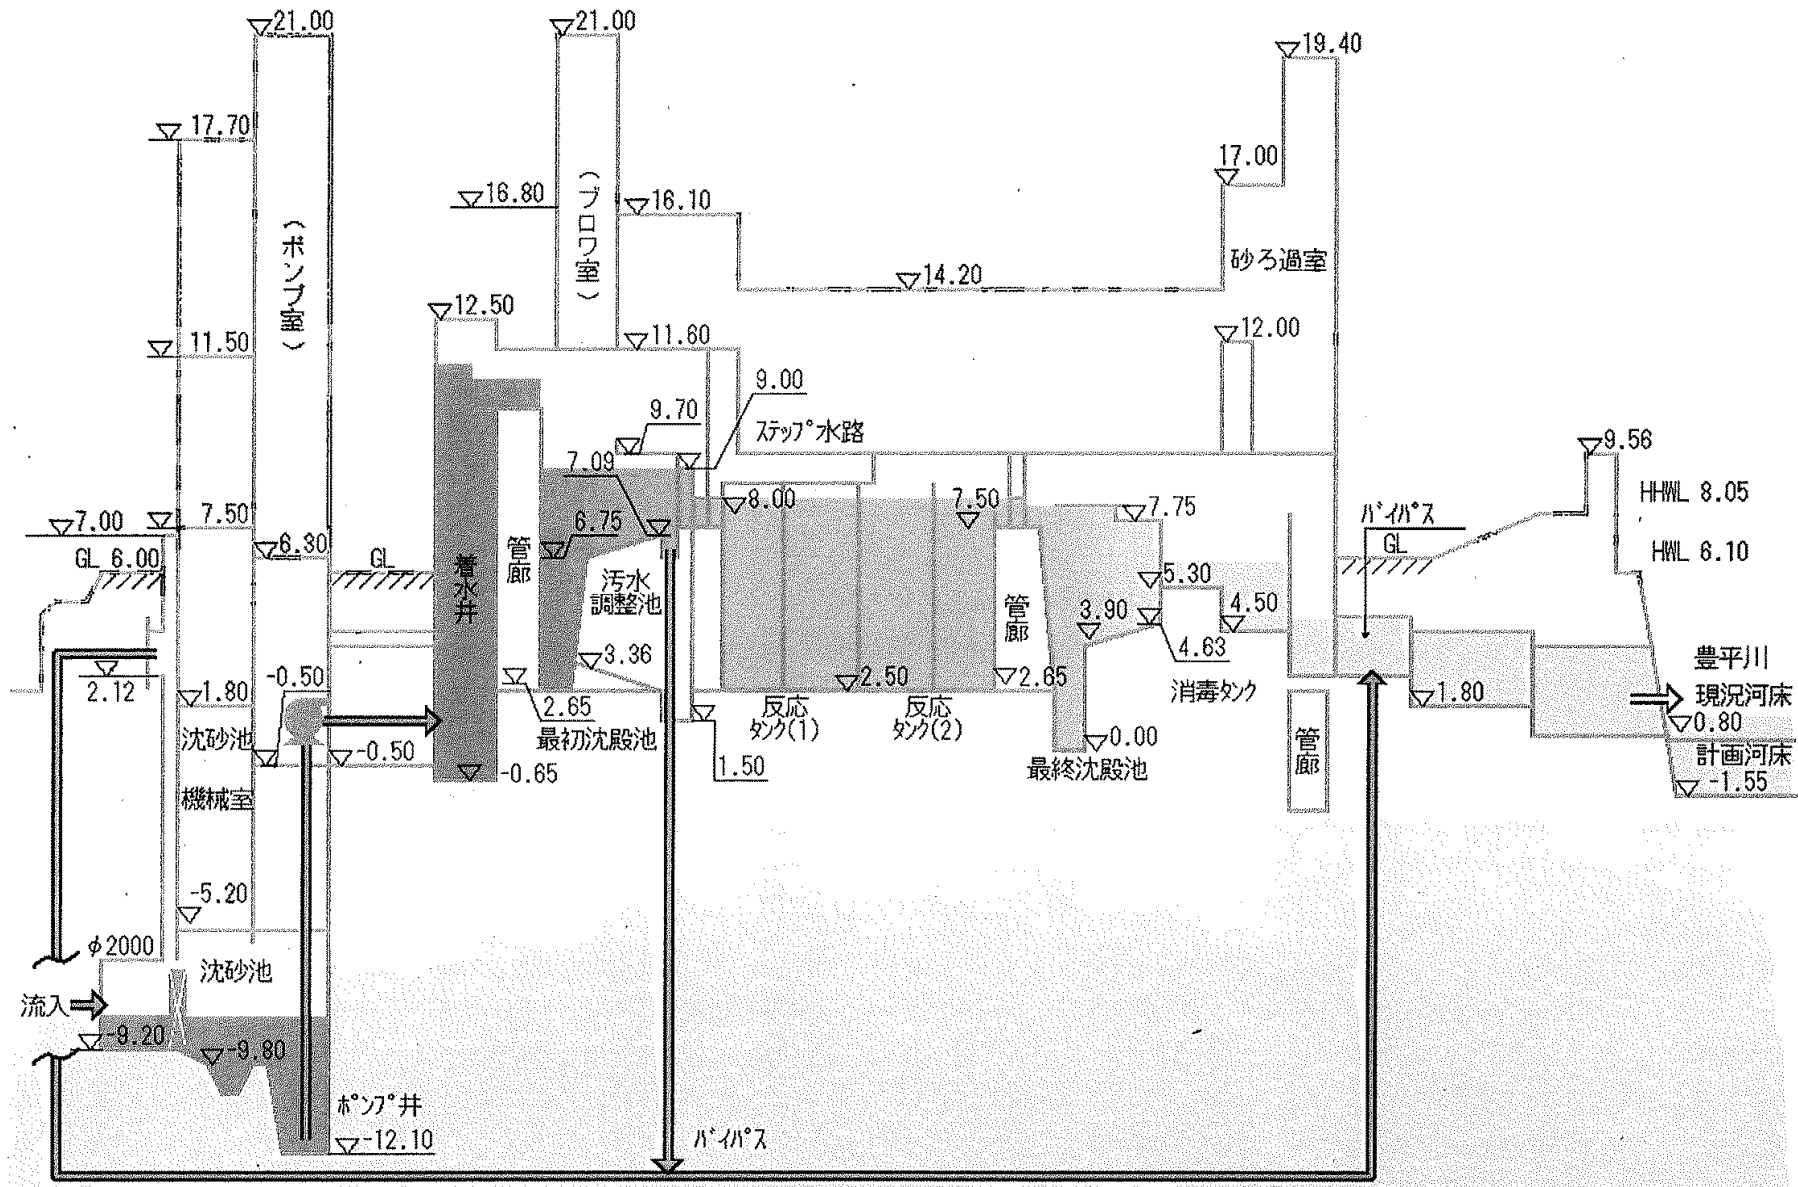 21.00
21.00
19.40
17.70
17.00
(ポンプ室)
16.80
(ブロワ室)
16.10
砂ろ過室
14.20
12.50
11.50
11.60
12.00
9.00
9.70
ｽﾃｯﾌﾟ水路
9.56
7.09
HHWL 8.05
7.00
7.50
6.75
8.00
7.50
7.75
ﾊﾞｲﾊﾟｽ
GL 6.00
6.30
GL
GL
HWL 6.10
着水井
管廊
汚水
調整池
管廊
5.30
3.90
4.50
4.63
3.36
2.12
1.80
-0.50
2.65
2.50
2.65
消毒ﾀﾝｸ
1.80
豊平川
現況河床
0.80
計画河床
-1.55
沈砂池
機械室
-0.50
最初沈殿池
-0.65
1.50
反応
ﾀﾝｸ(1)
反応
ﾀﾝｸ(2)
0.00
最終沈殿池
管廊
-5.20
φ2000
沈砂池
流入
-9.20
-9.80
ﾎﾟﾝﾌﾟ井
-12.10
ﾊﾞｲﾊﾟｽ